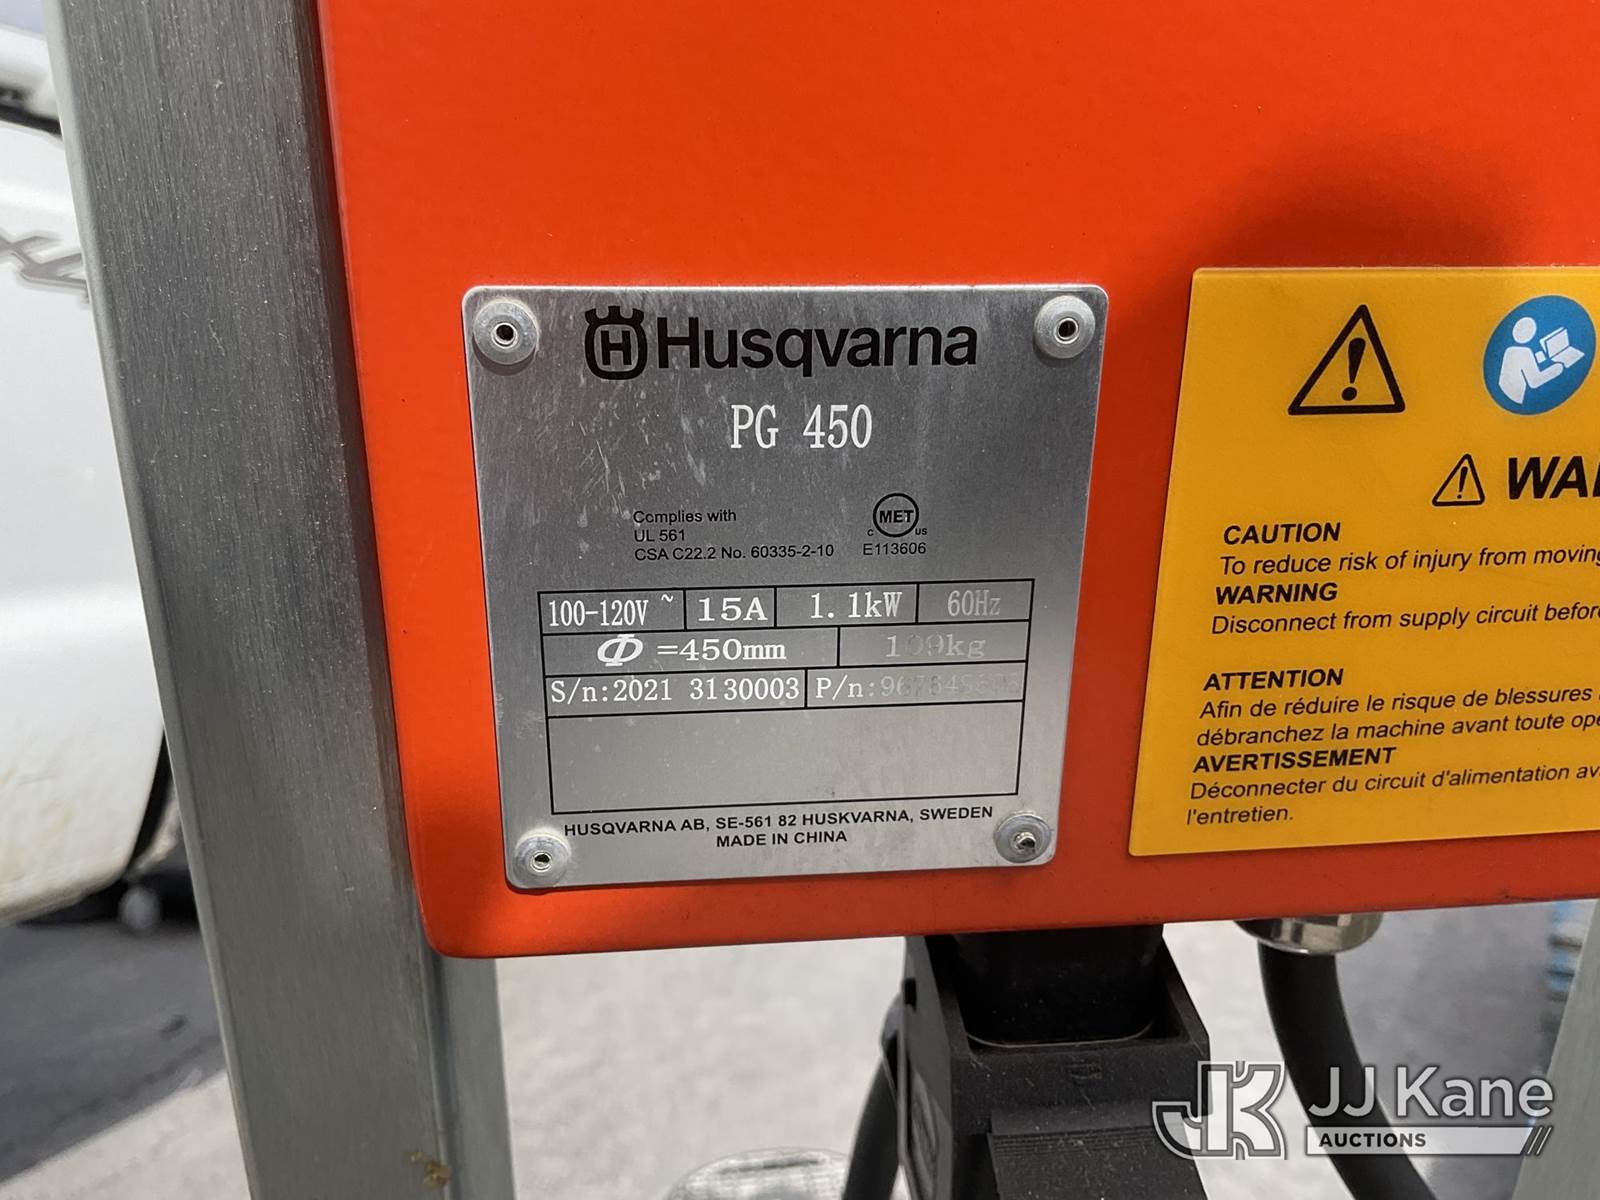 Husqvarna
PG 450
Complies with
UL 561
CSA C22.2 No. 60335-2-10
MET
C US
E113606
100-120V ~ 15A 1.1kW 60Hz
Φ =450mm 109kg
S/n:2021 3130003 P/n:
HUSQVARNA AB, SE-561 82 HUSKVARNA, SWEDEN
MADE IN CHINA
CAUTION
To reduce risk of injury from moving
WARNING
Disconnect from supply circuit before
ATTENTION
Afin de réduire le risque de blessures
débranchez la machine avant toute
AVERTISSEMENT
Déconnecter du circuit d'alimentation
l'entretien.
JJ Kane
AUCTIONS